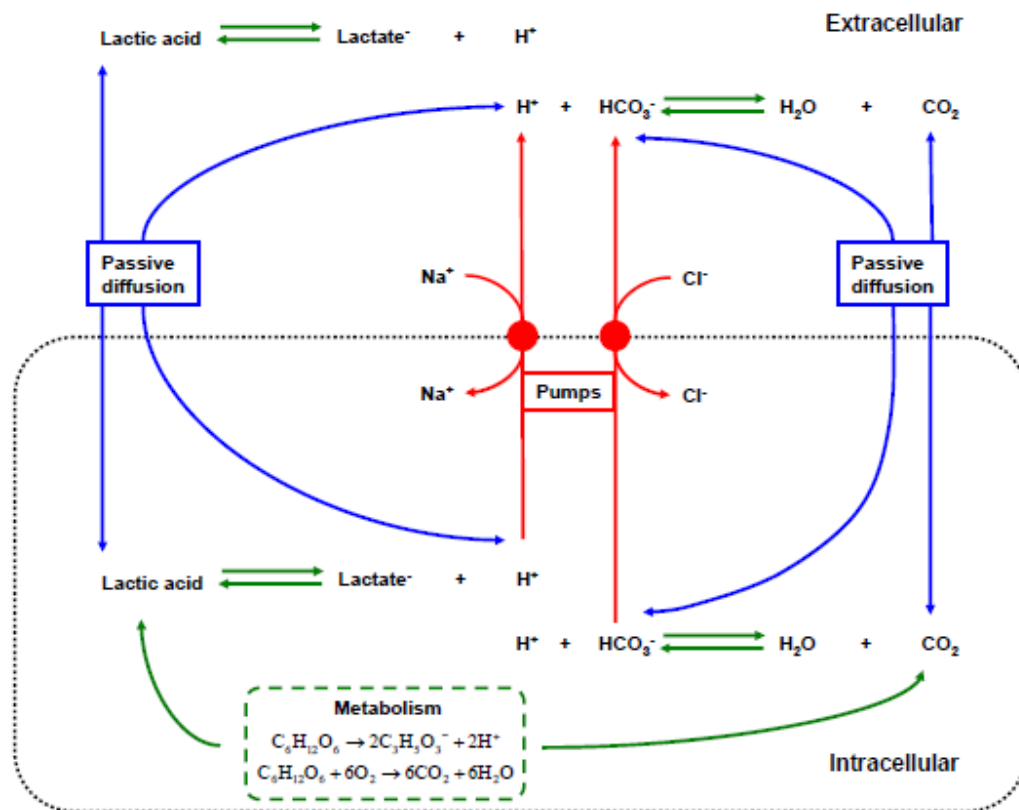 Extracellular
Lactic acid Lactate⁻ + H⁺
H⁺ + HCO₃⁻ H₂O + CO₂
Passive
diffusion
Passive
diffusion
Na⁺ Cl⁻
Na⁺ Pumps Cl⁻
Lactic acid Lactate⁻ + H⁺
H⁺ + HCO₃⁻ H₂O + CO₂
Metabolism
C₆H₁₂O₆ → 2C₃H₅O₃⁻ + 2H⁺
C₆H₁₂O₆ + 6O₂ → 6CO₂ + 6H₂O
Intracellular